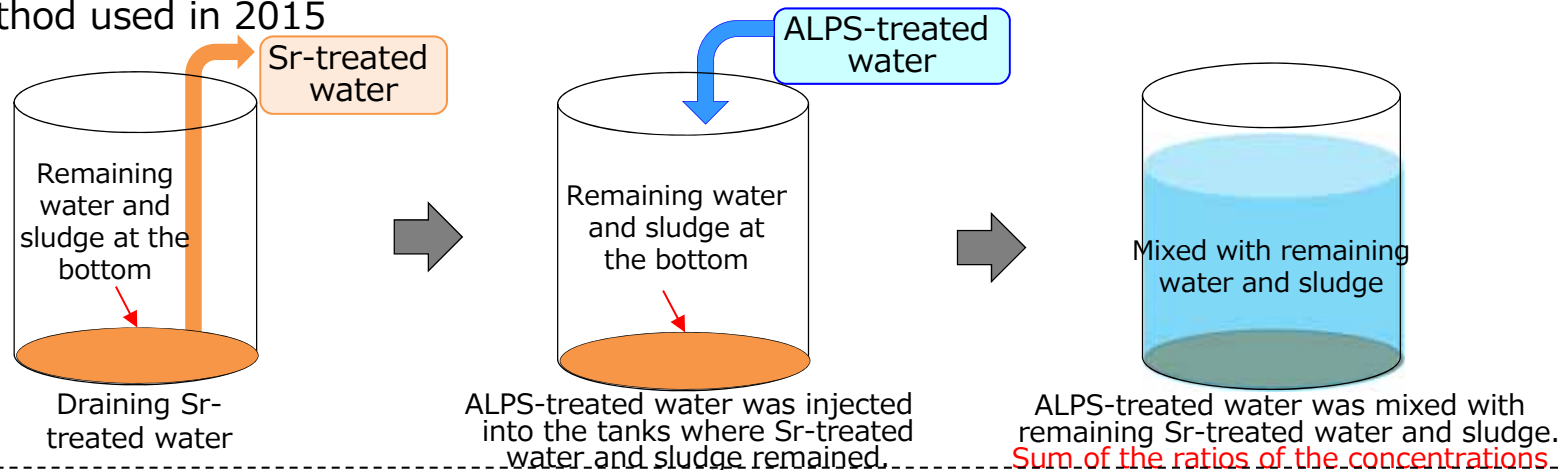 thod used in 2015
Sr-treated
water
Remaining
water and
sludge at the
bottom
Draining Sr-
treated water
ALPS-treated
water
Remaining water
and sludge at
the bottom
ALPS-treated water was injected
into the tanks where Sr-treated
water and sludge remained.
Mixed with remaining
water and sludge
ALPS-treated water was mixed with
remaining Sr-treated water and sludge.
Sum of the ratios of the concentrations